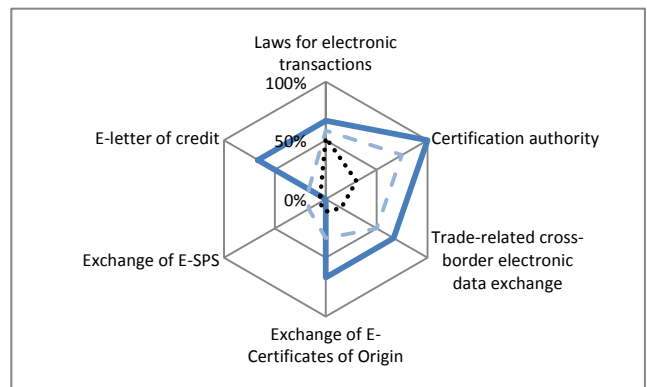 Laws for electronic
transactions
100%
E-letter of credit
50%
Certification authority
0%
Exchange of E-SPS
Trade-related cross-
border electronic
data exchange
Exchange of E-
Certificates of Origin